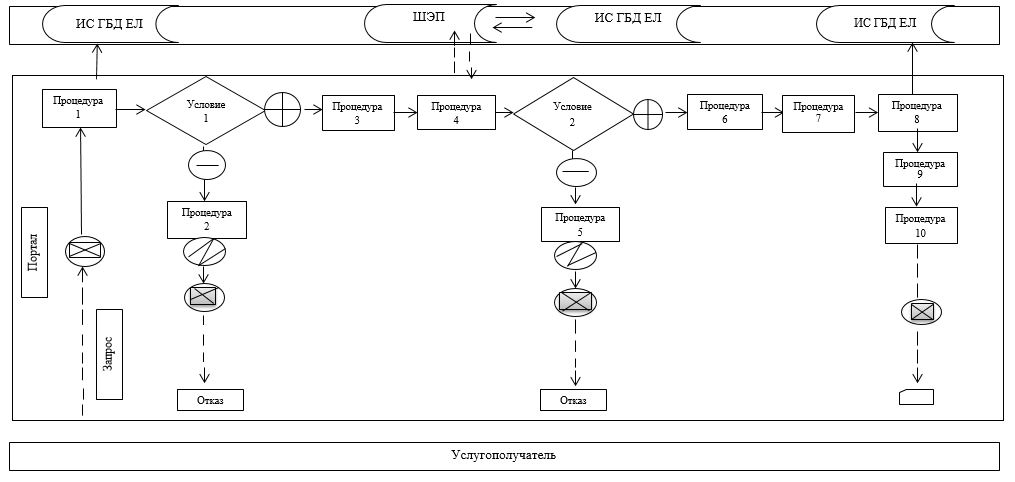 ИС ГБД ЕЛ
ШЭП
ИС ГБД ЕЛ
ИС ГБД ЕЛ
Процедура
1
Условие
1
Процедура
3
Процедура
4
Условие
2
Процедура
6
Процедура
7
Процедура
8
Процедура
9
Процедура
2
Процедура
5
Процедура
10
Портал
Запрос
Отказ
Отказ
Услугополучатель